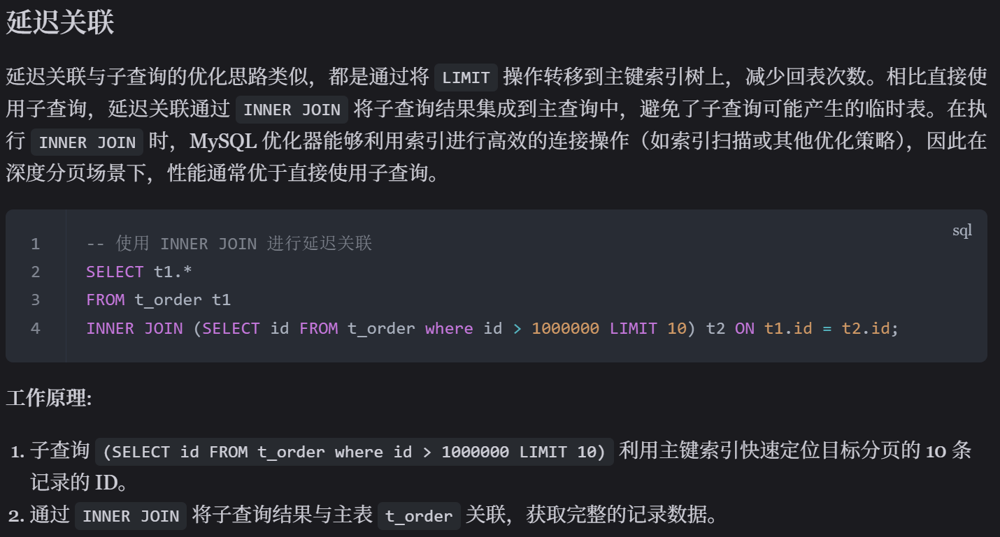 延迟关联
延迟关联与子查询的优化思路类似，都是通过将 LIMIT 操作转移到主键索引树上，减少回表次数。相比直接使
用子查询，延迟关联通过 INNER JOIN 将子查询结果集成到主查询中，避免了子查询可能产生的临时表。在执
行 INNER JOIN 时，MySQL 优化器能够利用索引进行高效的连接操作（如索引扫描或其他优化策略），因此在
深度分页场景下，性能通常优于直接使用子查询。
sql
1 -- 使用 INNER JOIN 进行延迟关联
2 SELECT t1.*
3 FROM t_order t1
4 INNER JOIN (SELECT id FROM t_order where id > 1000000 LIMIT 10) t2 ON t1.id = t2.id;
工作原理:
1. 子查询 (SELECT id FROM t_order where id > 1000000 LIMIT 10) 利用主键索引快速定位目标分页的 10 条
记录的 ID。
2. 通过 INNER JOIN 将子查询结果与主表 t_order 关联，获取完整的记录数据。